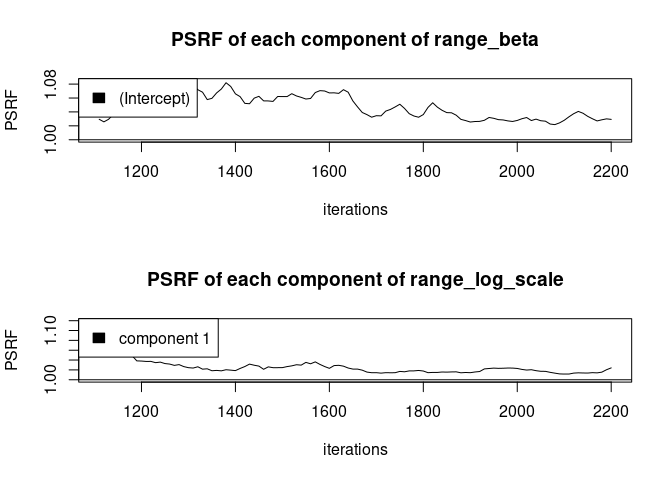 PSRF of each component of range_beta
PSRF
1.00 1.08
(Intercept)
1200 1400 1600 1800 2000 2200
iterations
PSRF of each component of range_log_scale
PSRF
1.00 1.10
component 1
1200 1400 1600 1800 2000 2200
iterations